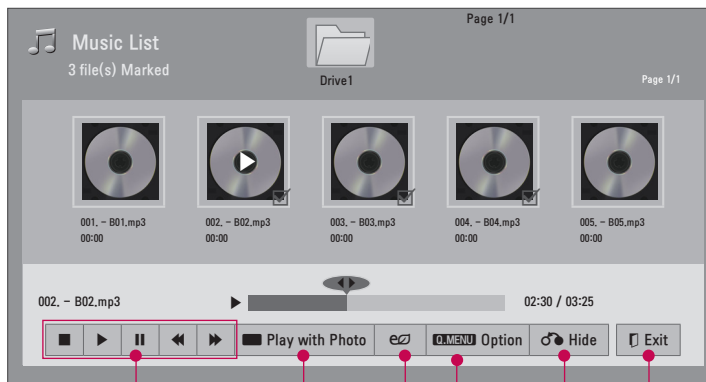 Page 1/1
Music List
3 file(s) Marked
Drive1
Page 1/1
001. - B01.mp3
00:00
002. - B02.mp3
00:00
003. - B03.mp3
00:00
004. - B04.mp3
00:00
005. - B05.mp3
00:00
002. - B02.mp3
02:30 / 03:25
Play with Photo
e
Q.MENU Option
Hide
Exit